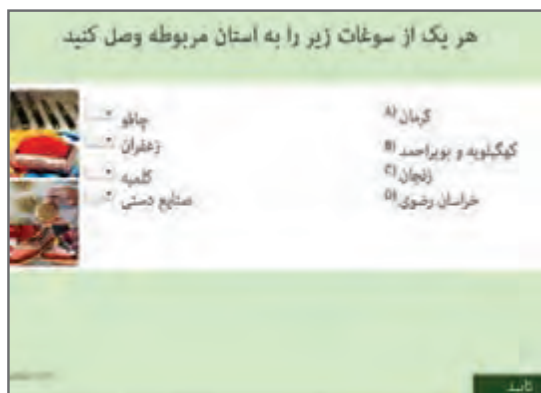 هر یک از سوغات زیر را به استان مربوطه وصل کنید
کرمان (A
کهگیلویه و بویراحمد (B
زنجان (C
خراسان رضوی (D
چاقو
زعفران
کلمپه
صنایع دستی
تایید